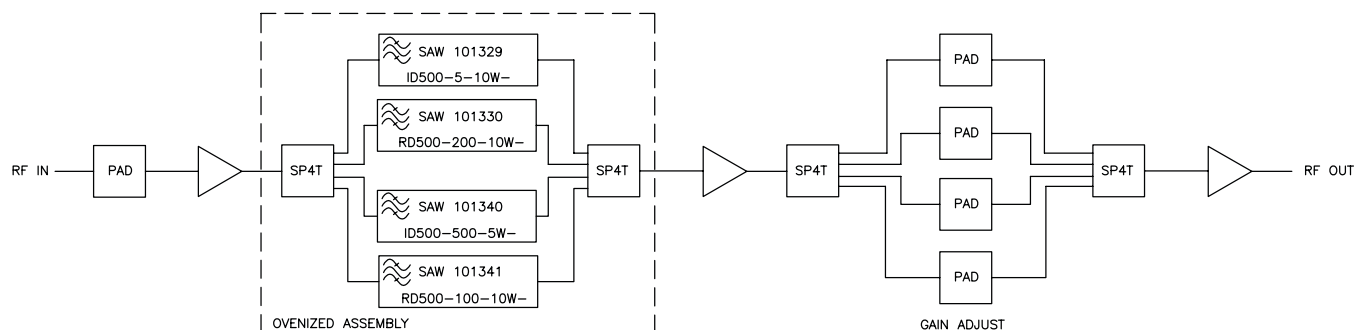 SAW 101329
ID500-5-10W-
SAW 101330
RD500-200-10W-
RF IN
PAD
SP4T
SP4T
SAW 101340
ID500-500-5W-
SAW 101341
RD500-100-10W-
OVENIZED ASSEMBLY
SP4T
PAD
PAD
PAD
PAD
SP4T
RF OUT
GAIN ADJUST